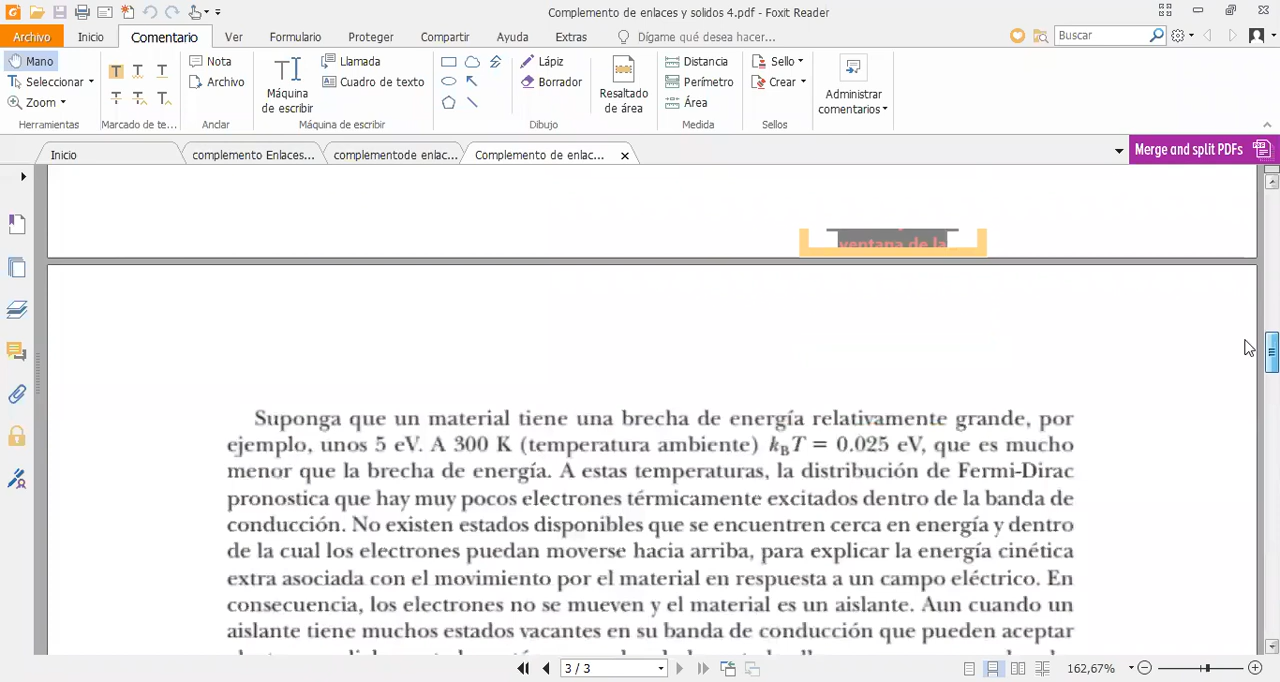 Complemento de enlaces y solidos 4.pdf - Foxit Reader
Archivo Inicio Comentario Ver Formulario Proteger Compartir Ayuda Extras Dígame qué desea hacer... Buscar
Mano
Seleccionar
Zoom
Herramientas
Marcado de te...
Nota
Archivo
Anclar
Máquina de escribir
Llamada
Cuadro de texto
Máquina de escribir
Lápiz
Borrador
Dibujo
Resaltado de área
Distancia
Perímetro
Área
Medida
Sello
Crear
Sellos
Administrar comentarios
Inicio complemento Enlaces... complementode enlac... Complemento de enlac... Merge and split PDFs
ventana de la
Suponga que un material tiene una brecha de energía relativamente grande, por
ejemplo, unos 5 eV. A 300 K (temperatura ambiente) kBT = 0.025 eV, que es mucho
menor que la brecha de energía. A estas temperaturas, la distribución de Fermi-Dirac
pronostica que hay muy pocos electrones térmicamente excitados dentro de la banda de
conducción. No existen estados disponibles que se encuentren cerca en energía y dentro
de la cual los electrones puedan moverse hacia arriba, para explicar la energía cinética
extra asociada con el movimiento por el material en respuesta a un campo eléctrico. En
consecuencia, los electrones no se mueven y el material es un aislante. Aun cuando un
aislante tiene muchos estados vacantes en su banda de conducción que pueden aceptar
3 / 3 162,67%